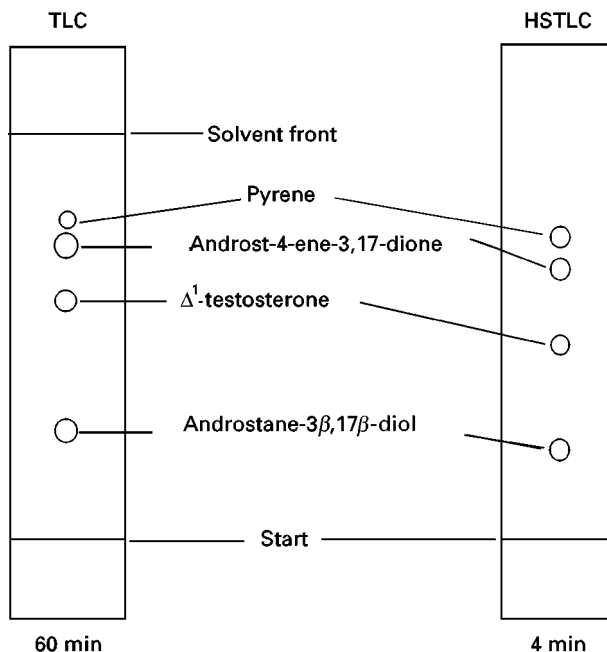 TLC
HSTLC
Solvent front
Pyrene
Androst-4-ene-3,17-dione
Δ¹-testosterone
Androstane-3β,17β-diol
Start
60 min
4 min